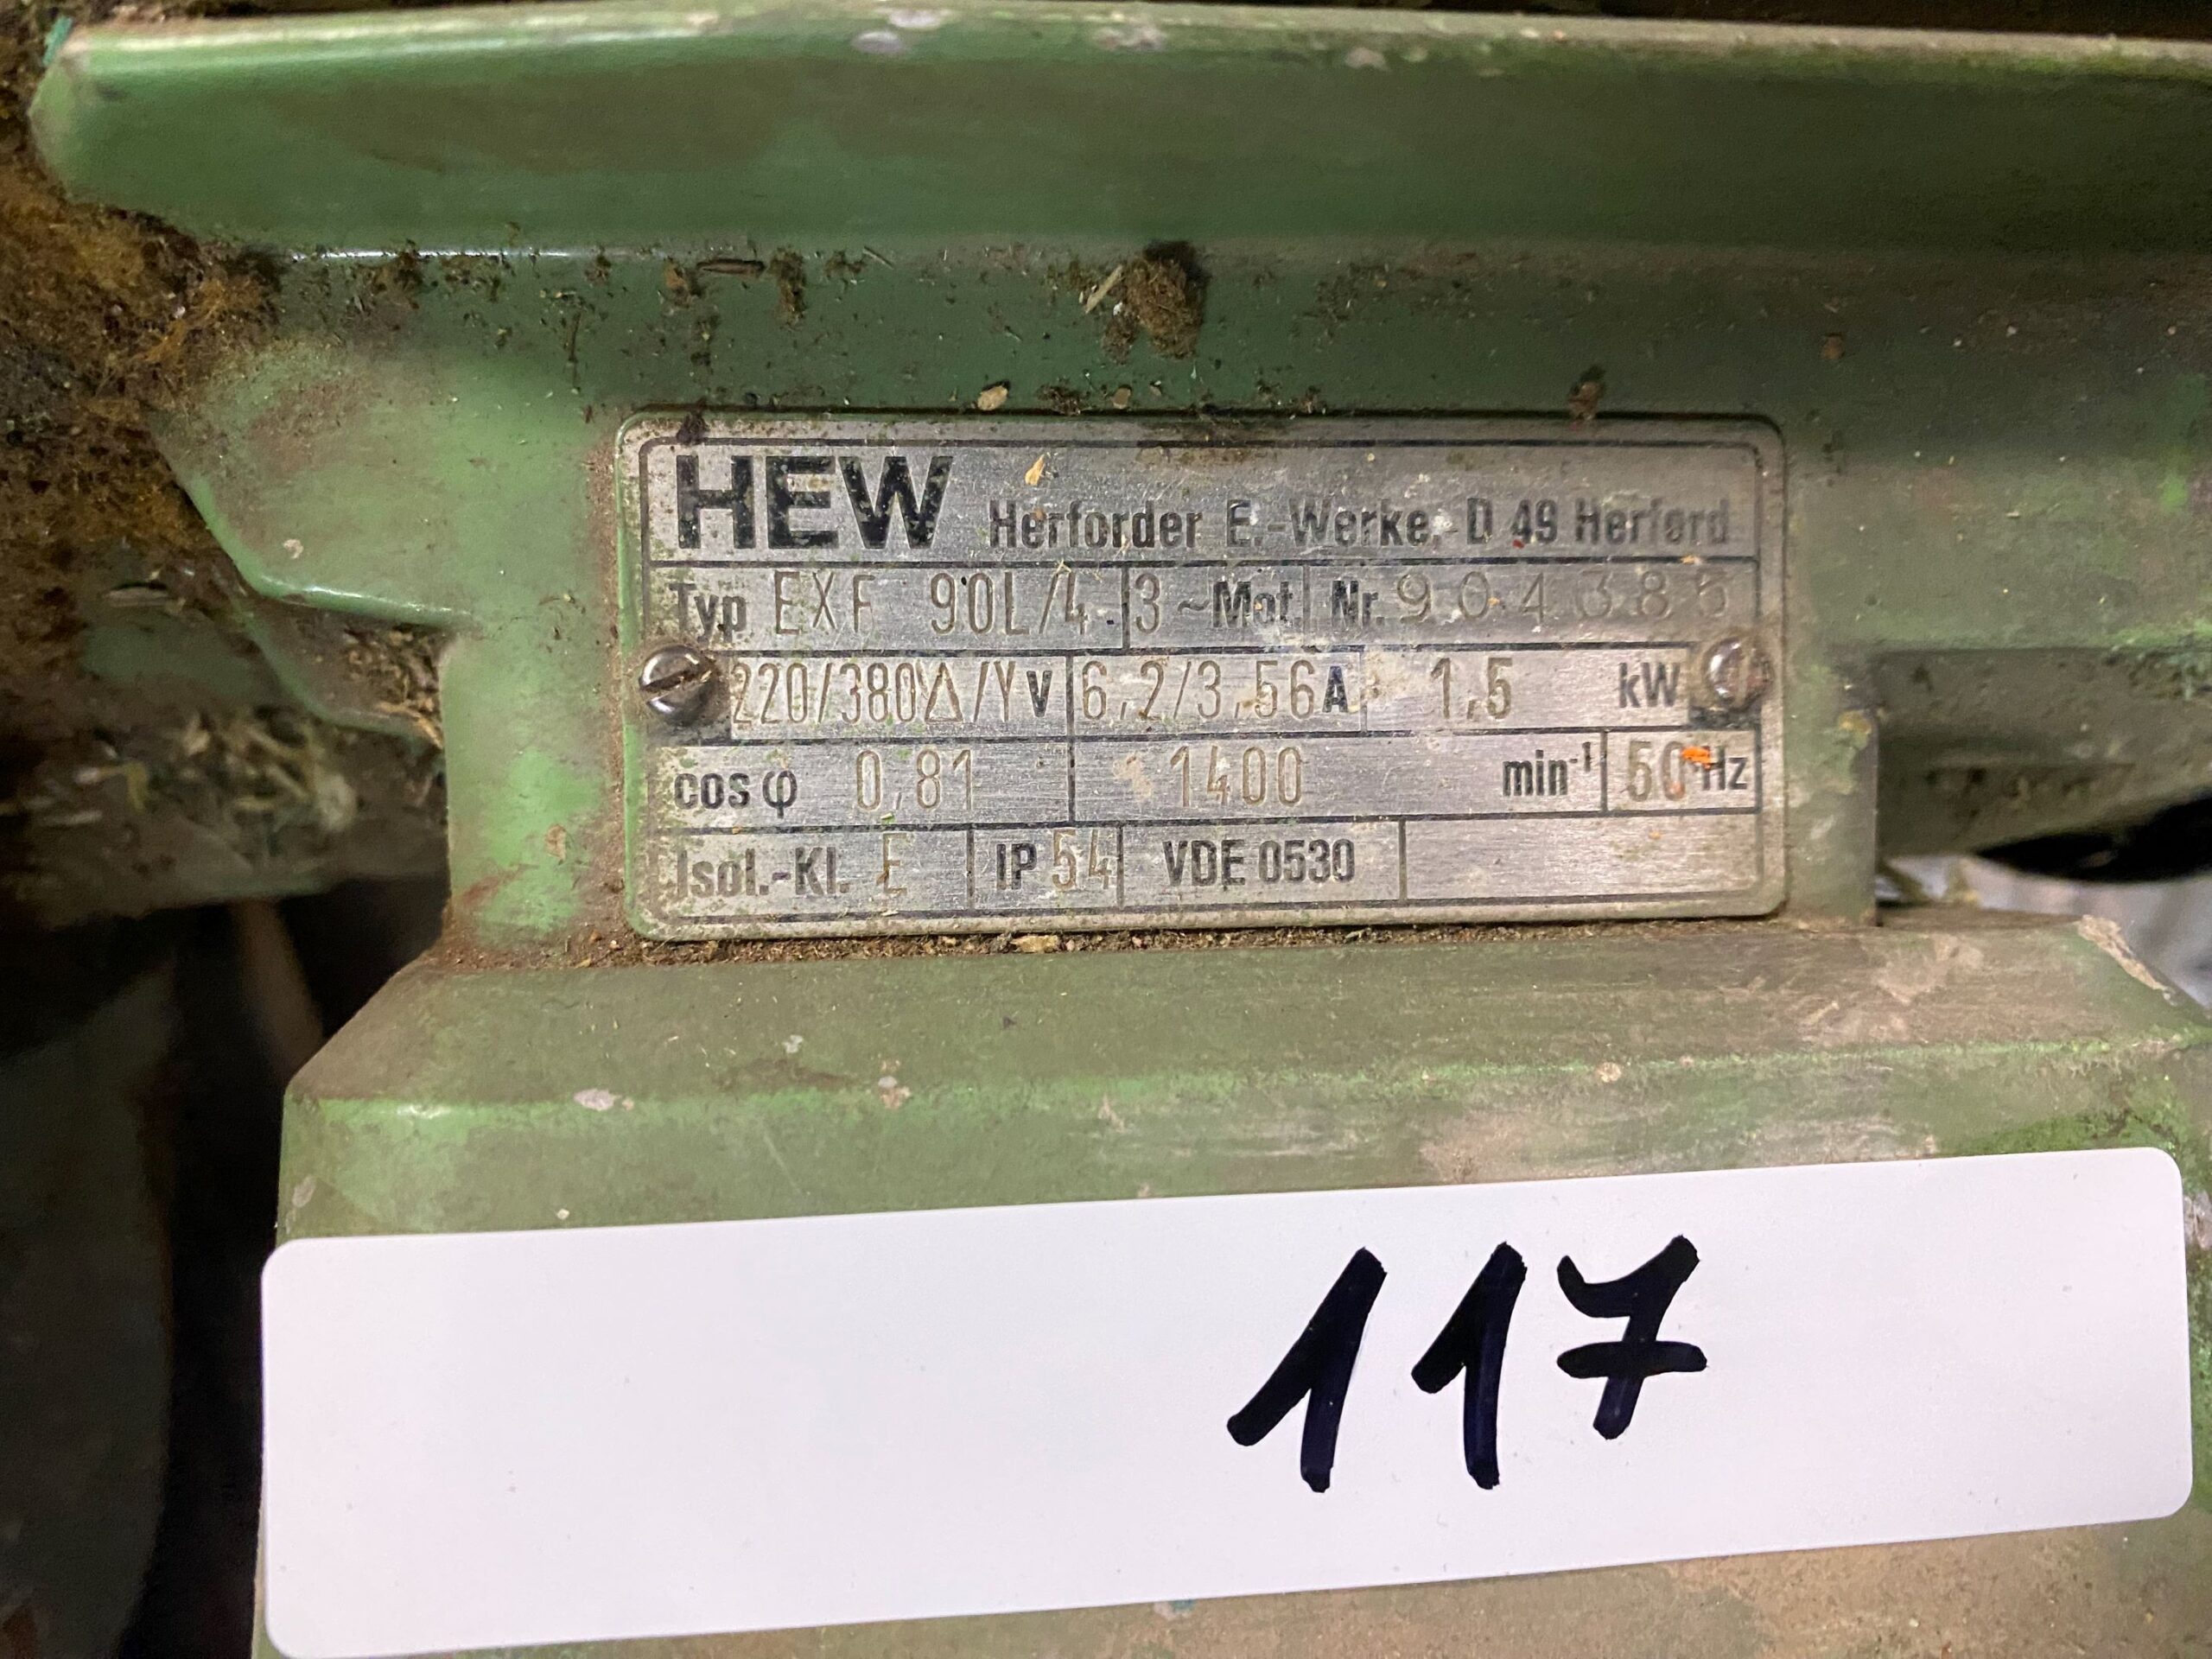 HEW Herforder E.-Werke.-D 49 Herford
Typ EXF 90L/4 3~Mot. Nr. 904385
220/380 Δ/Y V 6,2/3,56 A 1,5 kW
cos φ 0,81 1400 min⁻¹ 50 Hz
Isol.-Kl. E IP 54 VDE 0530
117